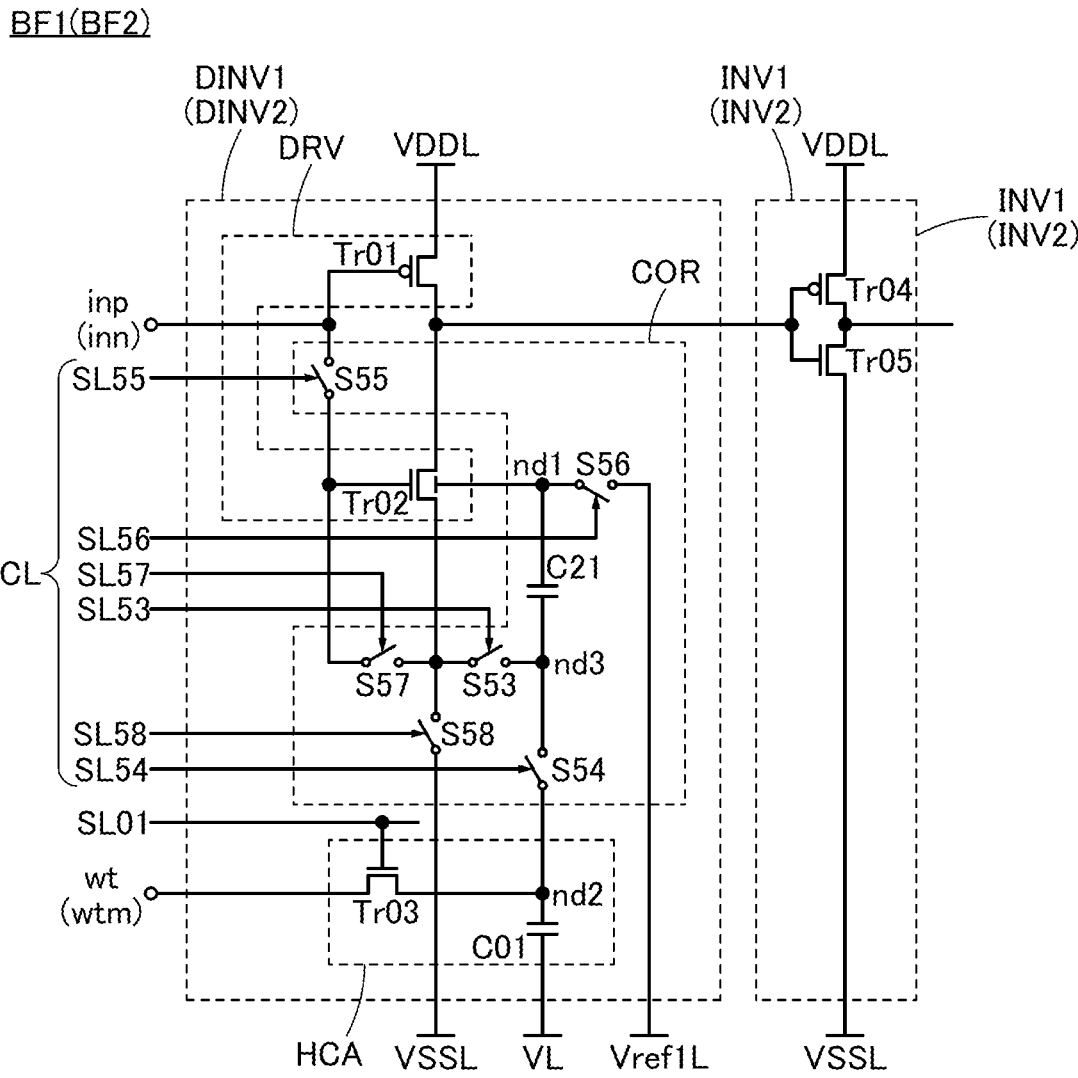 BF1(BF2)
DINV1
(DINV2)
INV1
(INV2)
DRV
VDDL
VDDL
INV1
(INV2)
Tr01
COR
Tr04
inp
(inn)
Tr05
SL55
S55
nd1
S56
Tr02
SL56
CL
SL57
C21
SL53
S57
S53
nd3
SL58
S58
SL54
S54
SL01
wt
(wtm)
Tr03
nd2
C01
HCA
VSSL
VL
Vref1L
VSSL